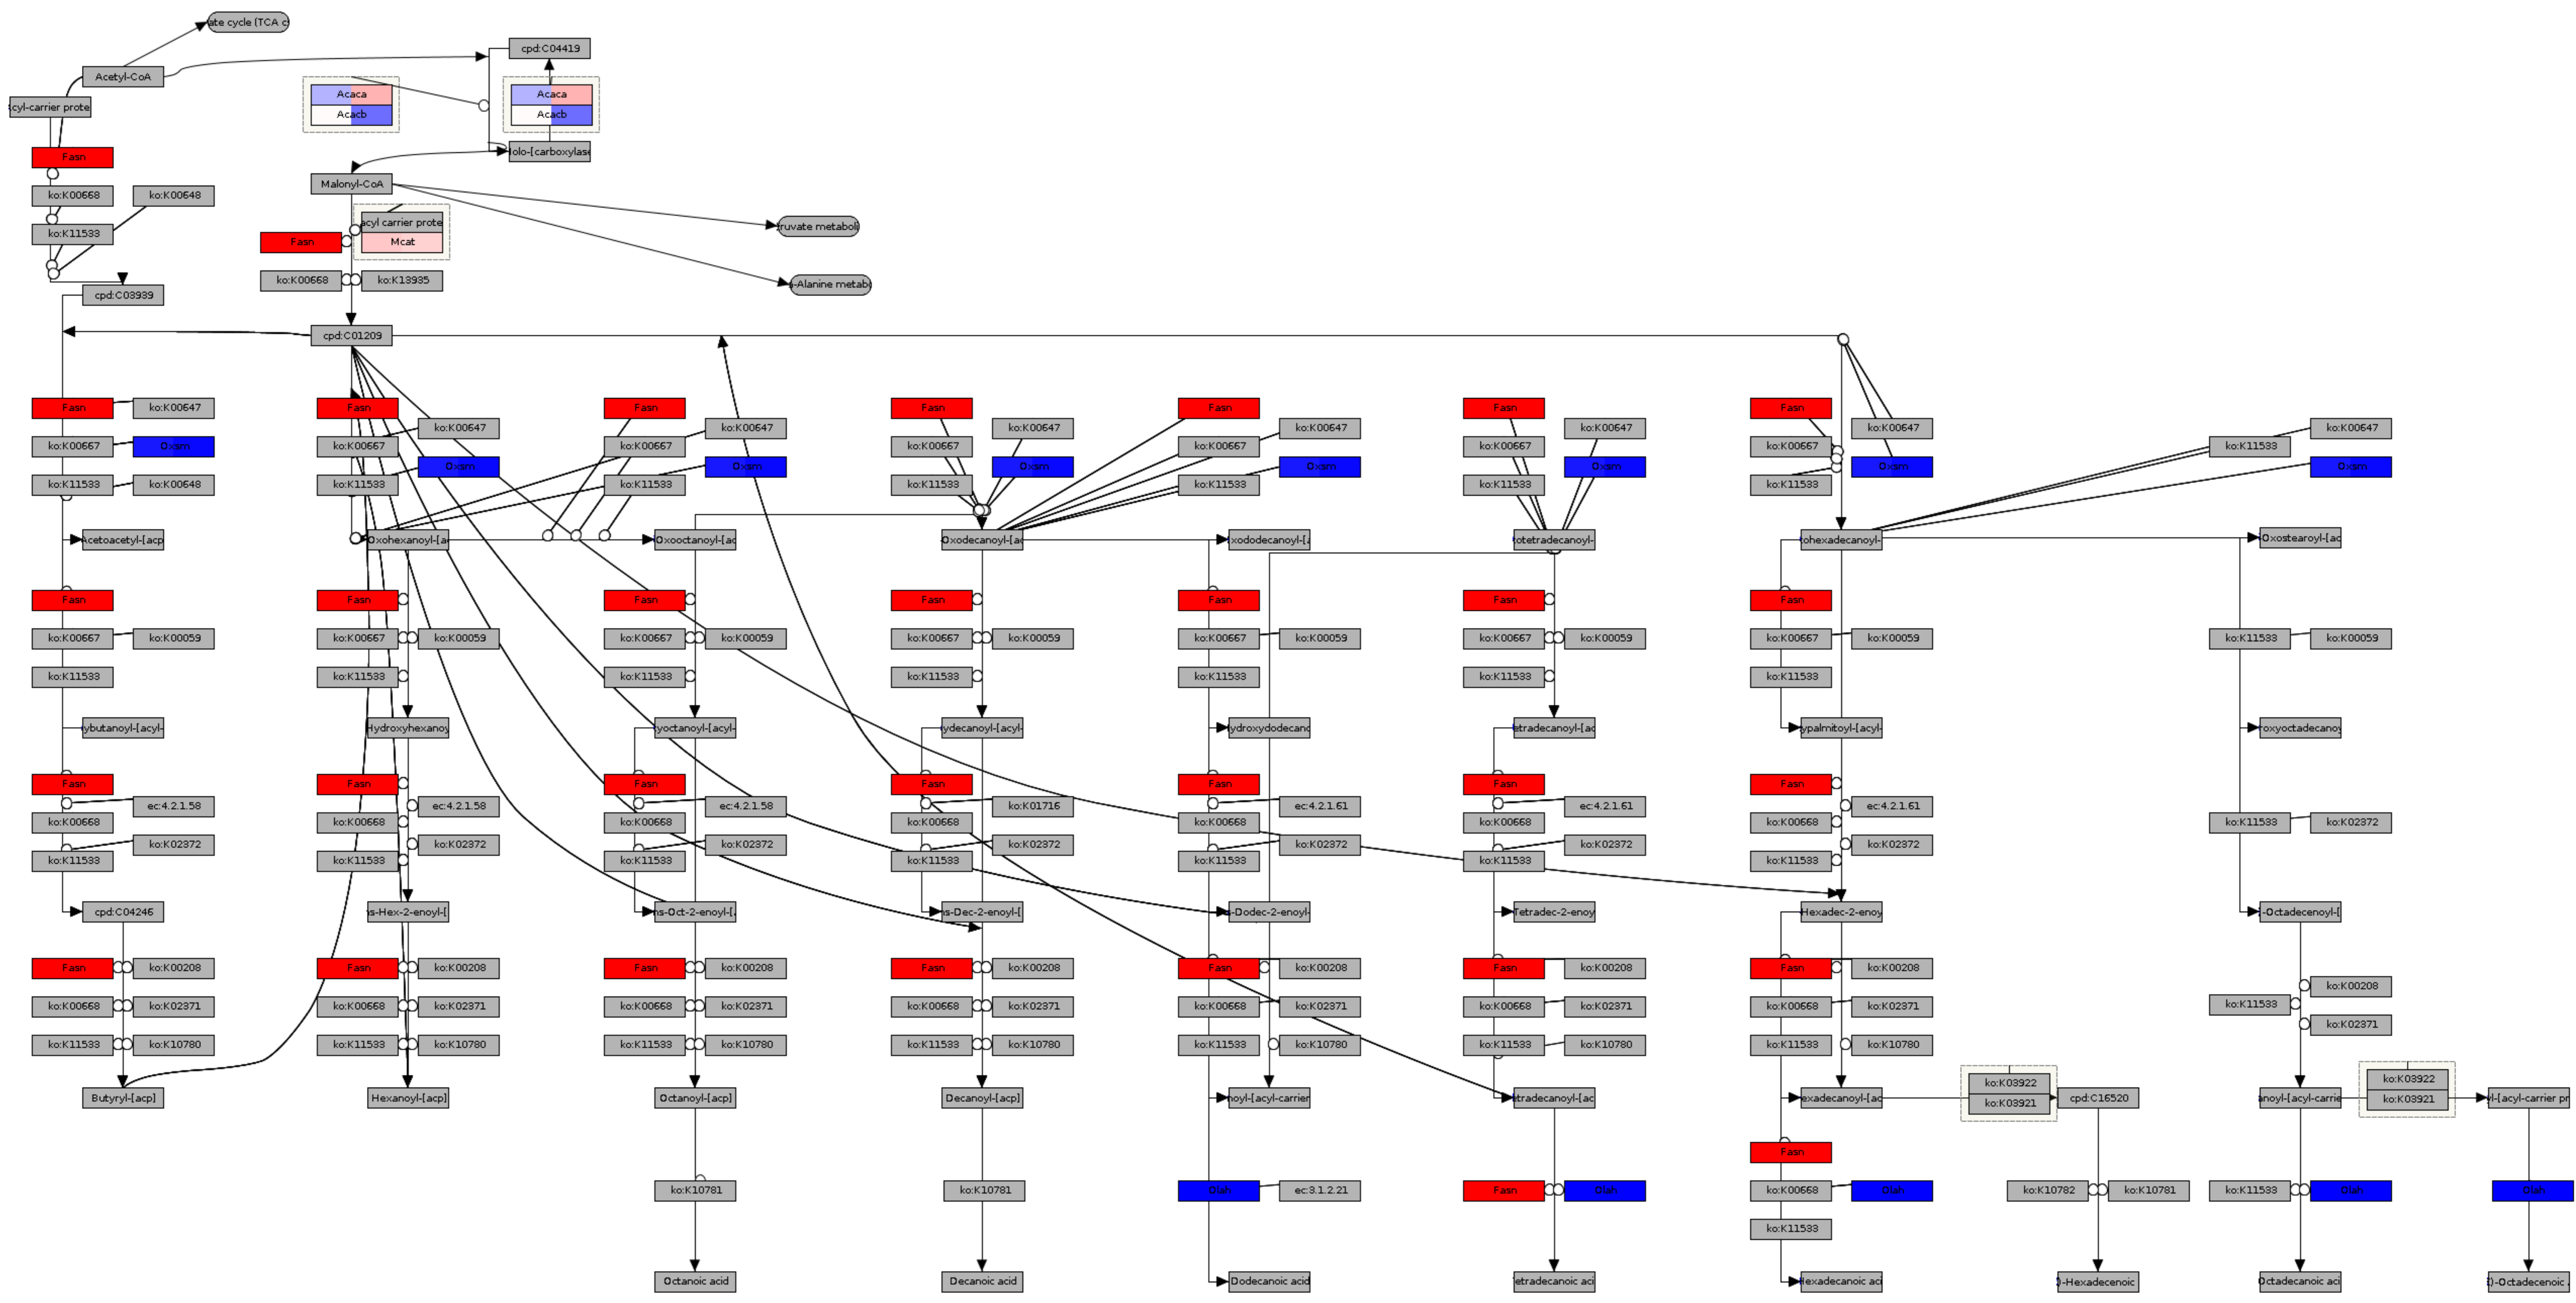 ate cycle (TCA c
cpd:C04419
Acetyl-CoA
Acaca
Acaca
cyl-carrier prote
Acacb
Acacb
Fasn
olo-[carboxylase
Malonyl-CoA
ko:K00668
ko:K00648
acyl carrier prote
ruvate metaboli
ko:K11533
Fasn
Mcat
ko:K00668
ko:K13935
a-Alanine metab
cpd:C03939
cpd:C01209
Fasn
ko:K00647
Fasn
Fasn
Fasn
Fasn
Fasn
Fasn
ko:K00647
ko:K00647
ko:K00647
ko:K00647
ko:K00647
ko:K00647
ko:K00647
ko:K00667
Oxsm
ko:K00667
ko:K00667
ko:K00667
ko:K00667
ko:K00667
ko:K00667
ko:K11533
Oxsm
Oxsm
Oxsm
Oxsm
Oxsm
Oxsm
Oxsm
ko:K11533
ko:K00648
ko:K11533
ko:K11533
ko:K11533
ko:K11533
ko:K11533
ko:K11533
Acetoacetyl-[acp
Oxohexanoyl-[ac
Oxooctanoyl-[ac
Oxodecanoyl-[ac
xododecanoyl-[a
otetradecanoyl-
ohexadecanoyl-
Oxostearoyl-[ac
Fasn
Fasn
Fasn
Fasn
Fasn
Fasn
Fasn
ko:K00667
ko:K00059
ko:K00667
ko:K00059
ko:K00667
ko:K00059
ko:K00667
ko:K00059
ko:K00667
ko:K00059
ko:K00667
ko:K00059
ko:K00667
ko:K00059
ko:K11533
ko:K00059
ko:K11533
ko:K11533
ko:K11533
ko:K11533
ko:K11533
ko:K11533
ko:K11533
ybutanoyl-[acyl-
Hydroxyhexanoy
yoctanoyl-[acyl-
ydecanoyl-[acyl-
ydroxydodecano
etradecanoyl-[ac
ypalmitoyl-[acyl-
roxyoctadecanoy
Fasn
Fasn
Fasn
Fasn
Fasn
Fasn
Fasn
ec:4.2.1.58
ec:4.2.1.58
ec:4.2.1.58
ko:K01716
ec:4.2.1.61
ec:4.2.1.61
ec:4.2.1.61
ko:K00668
ko:K00668
ko:K00668
ko:K00668
ko:K00668
ko:K00668
ko:K00668
ko:K11533
ko:K02372
ko:K02372
ko:K02372
ko:K02372
ko:K02372
ko:K02372
ko:K02372
ko:K02372
ko:K11533
ko:K11533
ko:K11533
ko:K11533
ko:K11533
ko:K11533
ko:K11533
cpd:C04246
ns-Hex-2-enoyl-[
ns-Oct-2-enoyl-[.
ns-Dec-2-enoyl-[
s-Dodec-2-enoyl-
Tetradec-2-enoy
Hexadec-2-enoy
-Octadecenoyl-[
Fasn
ko:K00208
Fasn
ko:K00208
Fasn
ko:K00208
Fasn
ko:K00208
Fasn
ko:K00208
Fasn
ko:K00208
Fasn
ko:K00208
ko:K00208
ko:K00668
ko:K02371
ko:K00668
ko:K02371
ko:K00668
ko:K02371
ko:K00668
ko:K02371
ko:K00668
ko:K02371
ko:K00668
ko:K02371
ko:K00668
ko:K02371
ko:K11533
ko:K02371
ko:K11533
ko:K10780
ko:K11533
ko:K10780
ko:K11533
ko:K10780
ko:K11533
ko:K10780
ko:K11533
ko:K10780
ko:K11533
ko:K10780
ko:K11533
ko:K10780
ko:K03922
ko:K03922
Butyryl-[acp]
Hexanoyl-[acp]
Octanoyl-[acp]
Decanoyl-[acp]
noyl-[acyl-carrier
etradecanoyl-[ac
exadecanoyl-[ac
ko:K03921
cpd:C16520
anoyl-[acyl-carrie
ko:K03921
yl-[acyl-carrier pr
Fasn
ko:K10781
ko:K10781
Olah
ec:3.1.2.21
Fasn
Olah
ko:K00668
Olah
ko:K10782
ko:K10781
ko:K11533
Olah
Olah
ko:K11533
Octanoic acid
Decanoic acid
Dodecanoic acid
etradecanoic aci
Hexadecanoic aci
)-Hexadecenoic
Octadecanoic aci
)-Octadecenoic